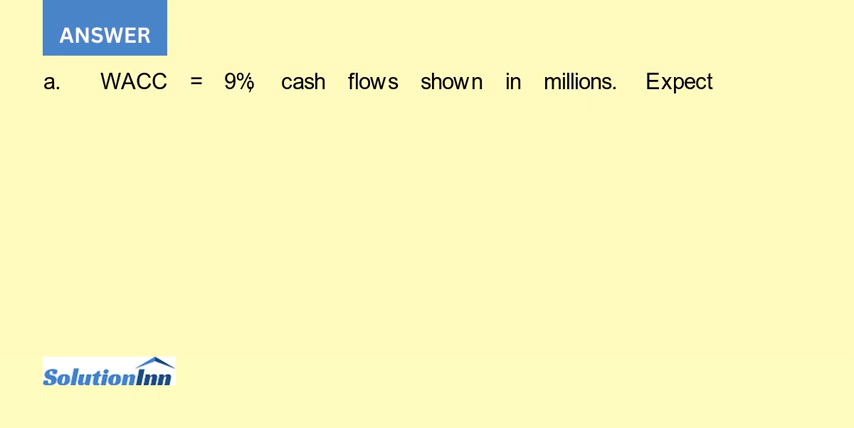 ANSWER
a. WACC = 9% cash flows shown in millions. Expect
SolutionInn